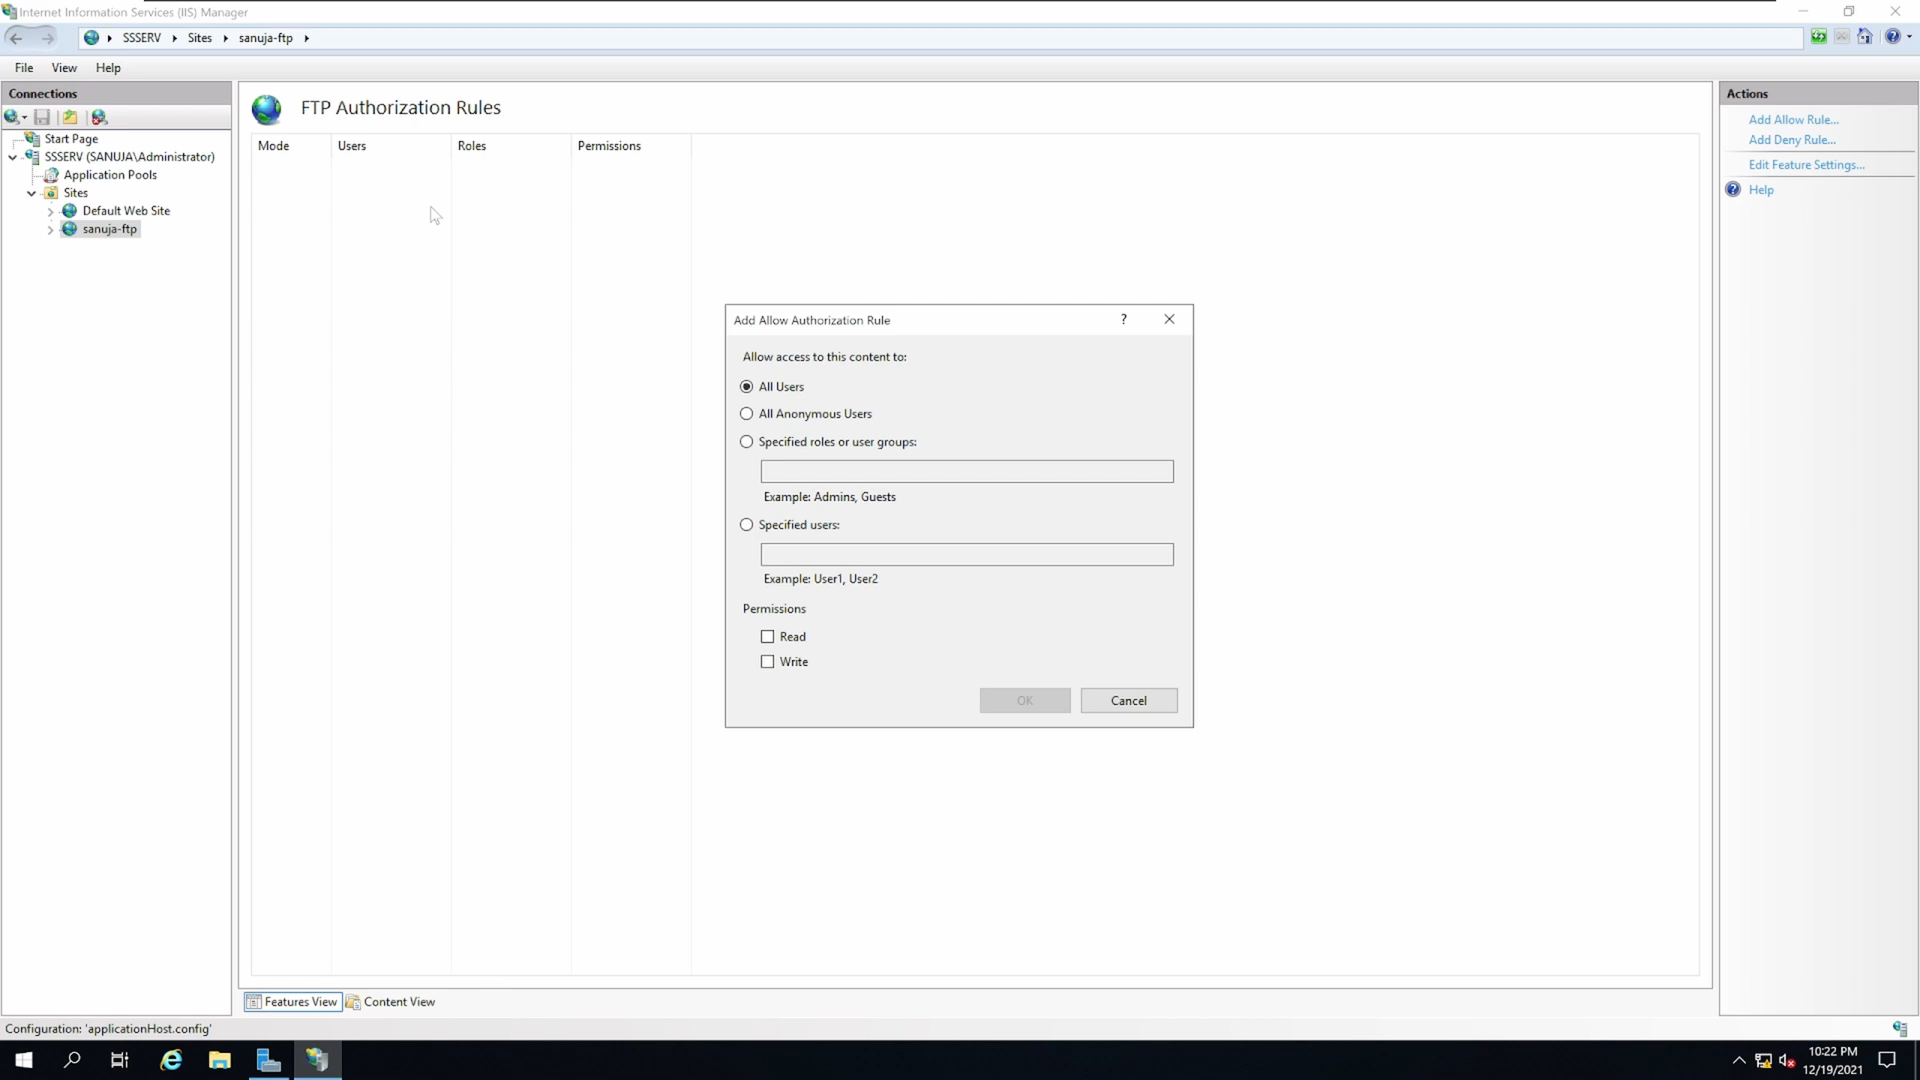 Internet Information Services (IIS) Manager
SSSERV
Sites
sanuja-ftp
File
View
Help
Connections
Start Page
SSSERV (SANUJA\Administrator)
Application Pools
Sites
Default Web Site
sanuja-ftp
FTP Authorization Rules
Mode
Users
Roles
Permissions
Add Allow Authorization Rule
?
Allow access to this content to:
All Users
All Anonymous Users
Specified roles or user groups:
Example: Admins, Guests
Specified users:
Example: User1, User2
Permissions
Read
Write
OK
Cancel
Features View
Content View
Actions
Add Allow Rule...
Add Deny Rule...
Edit Feature Settings...
Help
Configuration: 'applicationHost.config'
10:22 PM
12/19/2021